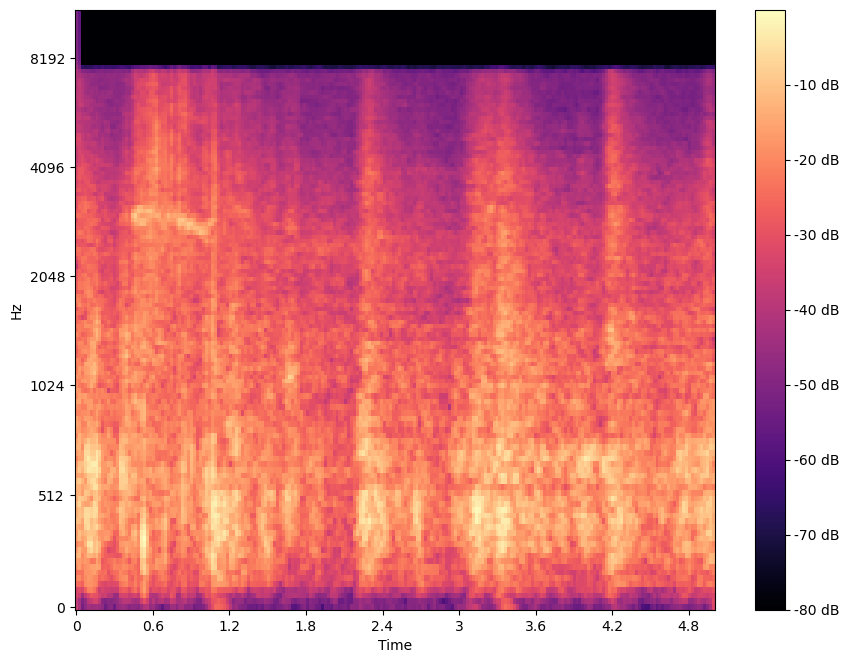 8192
4096
2048
1024
512
0
Hz
0 0.6 1.2 1.8 2.4 3 3.6 4.2 4.8
Time
-10 dB
-20 dB
-30 dB
-40 dB
-50 dB
-60 dB
-70 dB
-80 dB